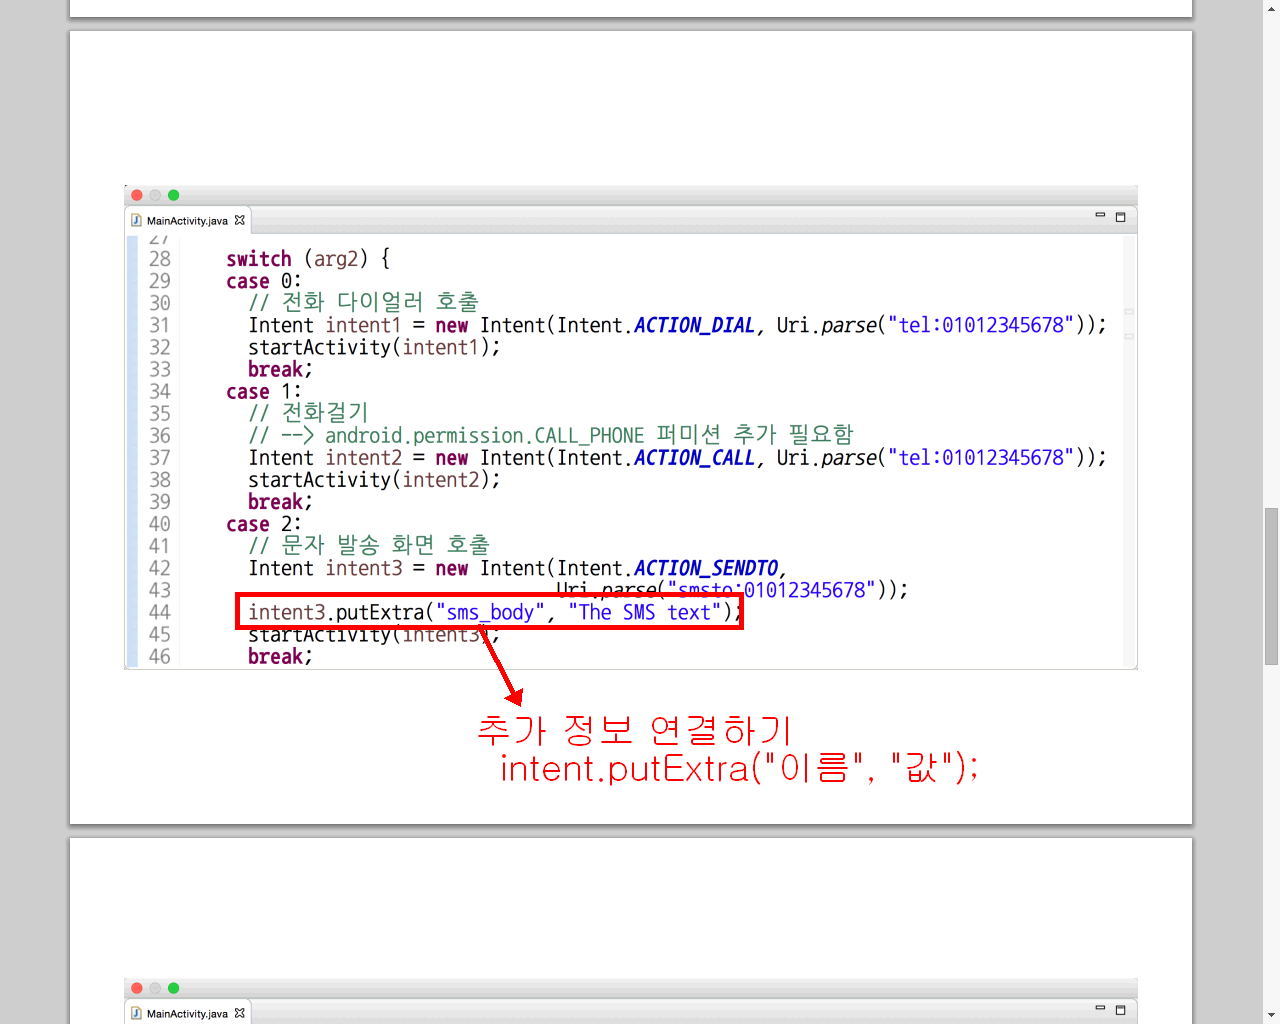 MainActivity.java
27
28 switch (arg2) {
29 case 0:
30 // 전화 다이얼러 호출
31 Intent intent1 = new Intent(Intent.ACTION_DIAL, Uri.parse("tel:01012345678"));
32 startActivity(intent1);
33 break;
34 case 1:
35 // 전화걸기
36 // --> android.permission.CALL_PHONE 퍼미션 추가 필요함
37 Intent intent2 = new Intent(Intent.ACTION_CALL, Uri.parse("tel:01012345678"));
38 startActivity(intent2);
39 break;
40 case 2:
41 // 문자 발송 화면 호출
42 Intent intent3 = new Intent(Intent.ACTION_SENDTO,
43 Uri.parse("smsto:01012345678"));
44 intent3.putExtra("sms_body", "The SMS text");
45 startActivity(intent3);
46 break;
추가 정보 연결하기
intent.putExtra("이름", "값");
MainActivity.java